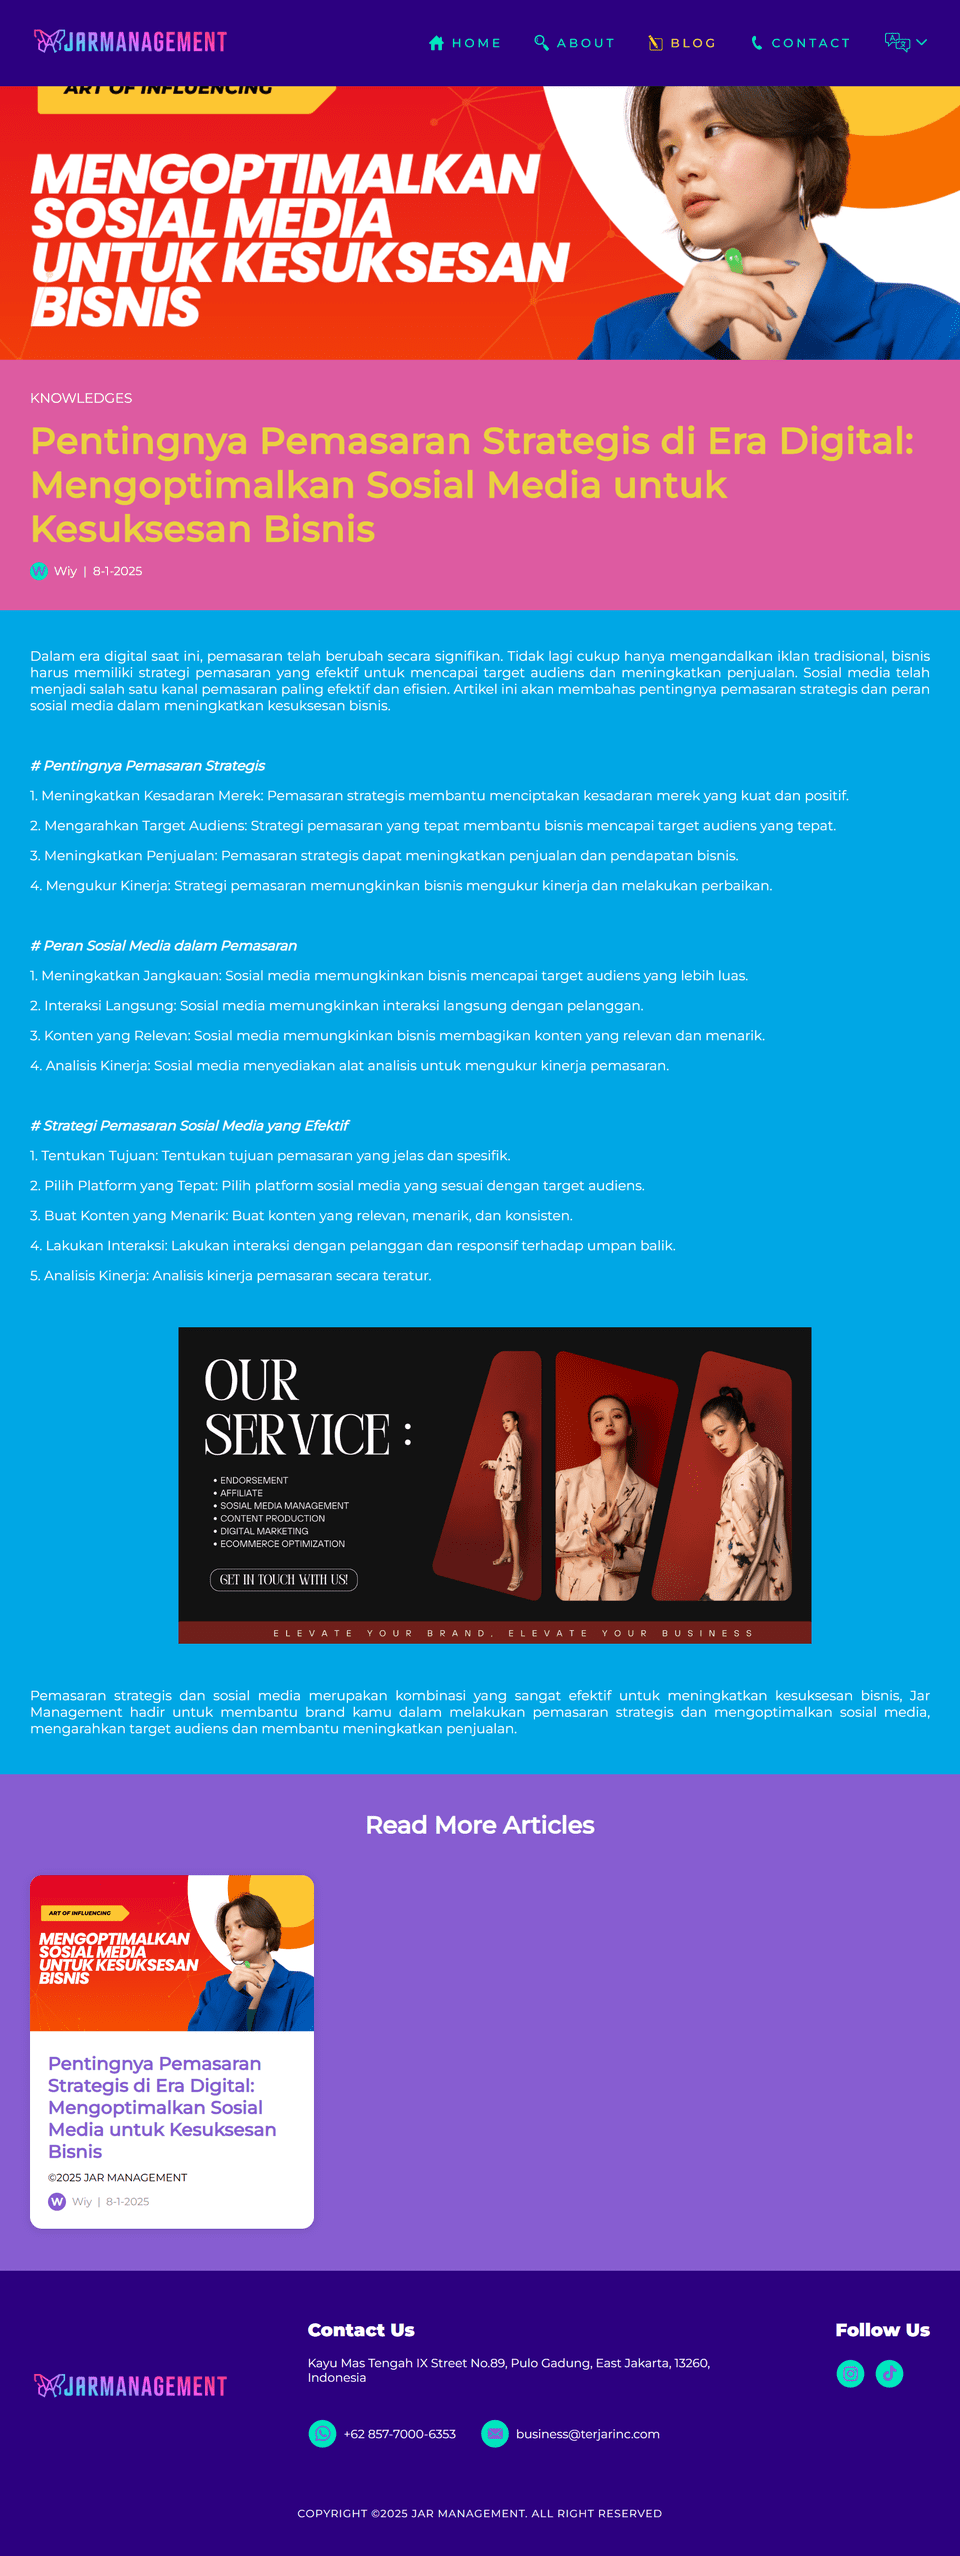 JARMANAGEMENT
HOME
ABOUT
BLOG
CONTACT
ART OF INFLUENCING
MENGOPTIMALKAN
SOSIAL MEDIA
UNTUK KESUKSESAN
BISNIS
KNOWLEDGES
Pentingnya Pemasaran Strategis di Era Digital:
Mengoptimalkan Sosial Media untuk
Kesuksesan Bisnis
W Wiy | 8-1-2025
Dalam era digital saat ini, pemasaran telah berubah secara signifikan. Tidak lagi cukup hanya mengandalkan iklan tradisional, bisnis
harus memiliki strategi pemasaran yang efektif untuk mencapai target audiens dan meningkatkan penjualan. Sosial media telah
menjadi salah satu kanal pemasaran paling efektif dan efisien. Artikel ini akan membahas pentingnya pemasaran strategis dan peran
sosial media dalam meningkatkan kesuksesan bisnis.
# Pentingnya Pemasaran Strategis
1. Meningkatkan Kesadaran Merek: Pemasaran strategis membantu menciptakan kesadaran merek yang kuat dan positif.
2. Mengarahkan Target Audiens: Strategi pemasaran yang tepat membantu bisnis mencapai target audiens yang tepat.
3. Meningkatkan Penjualan: Pemasaran strategis dapat meningkatkan penjualan dan pendapatan bisnis.
4. Mengukur Kinerja: Strategi pemasaran memungkinkan bisnis mengukur kinerja dan melakukan perbaikan.
# Peran Sosial Media dalam Pemasaran
1. Meningkatkan Jangkauan: Sosial media memungkinkan bisnis mencapai target audiens yang lebih luas.
2. Interaksi Langsung: Sosial media memungkinkan interaksi langsung dengan pelanggan.
3. Konten yang Relevan: Sosial media memungkinkan bisnis membagikan konten yang relevan dan menarik.
4. Analisis Kinerja: Sosial media menyediakan alat analisis untuk mengukur kinerja pemasaran.
# Strategi Pemasaran Sosial Media yang Efektif
1. Tentukan Tujuan: Tentukan tujuan pemasaran yang jelas dan spesifik.
2. Pilih Platform yang Tepat: Pilih platform sosial media yang sesuai dengan target audiens.
3. Buat Konten yang Menarik: Buat konten yang relevan, menarik, dan konsisten.
4. Lakukan Interaksi: Lakukan interaksi dengan pelanggan dan responsif terhadap umpan balik.
5. Analisis Kinerja: Analisis kinerja pemasaran secara teratur.
OUR
SERVICE :
• ENDORSEMENT
• AFFILIATE
• SOSIAL MEDIA MANAGEMENT
• CONTENT PRODUCTION
• DIGITAL MARKETING
• ECOMMERCE OPTIMIZATION
GET IN TOUCH WITH US!
ELEVATE YOUR BRAND, ELEVATE YOUR BUSINESS
Pemasaran strategis dan sosial media merupakan kombinasi yang sangat efektif untuk meningkatkan kesuksesan bisnis, Jar
Management hadir untuk membantu brand kamu dalam melakukan pemasaran strategis dan mengoptimalkan sosial media,
mengarahkan target audiens dan membantu meningkatkan penjualan.
Read More Articles
ART OF INFLUENCING
MENGOPTIMALKAN
SOSIAL MEDIA
UNTUK KESUKSESAN
BISNIS
Pentingnya Pemasaran
Strategis di Era Digital:
Mengoptimalkan Sosial
Media untuk Kesuksesan
Bisnis
©2025 JAR MANAGEMENT
W Wiy | 8-1-2025
JARMANAGEMENT
Contact Us
Kayu Mas Tengah IX Street No.89, Pulo Gadung, East Jakarta, 13260,
Indonesia
+62 857-7000-6353
business@terjarinc.com
Follow Us
COPYRIGHT ©2025 JAR MANAGEMENT. ALL RIGHT RESERVED